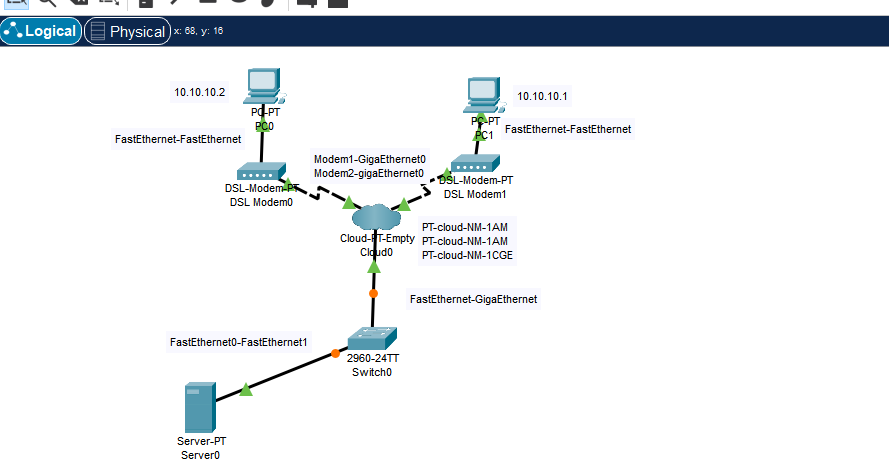 Logical Physical x: 68, y: 16
10.10.10.2
PC-PT
PC0
10.10.10.1
PC-PT
PC1
FastEthernet-FastEthernet
FastEthernet-FastEthernet
Modem1-GigaEthernet0
Modem2-gigaEthernet0
DSL-Modem-PT
DSL Modem0
DSL-Modem-PT
DSL Modem1
Cloud-PT-Empty
Cloud0
PT-cloud-NM-1AM
PT-cloud-NM-1AM
PT-cloud-NM-1CGE
FastEthernet-GigaEthernet
FastEthernet0-FastEthernet1
2960-24TT
Switch0
Server-PT
Server0